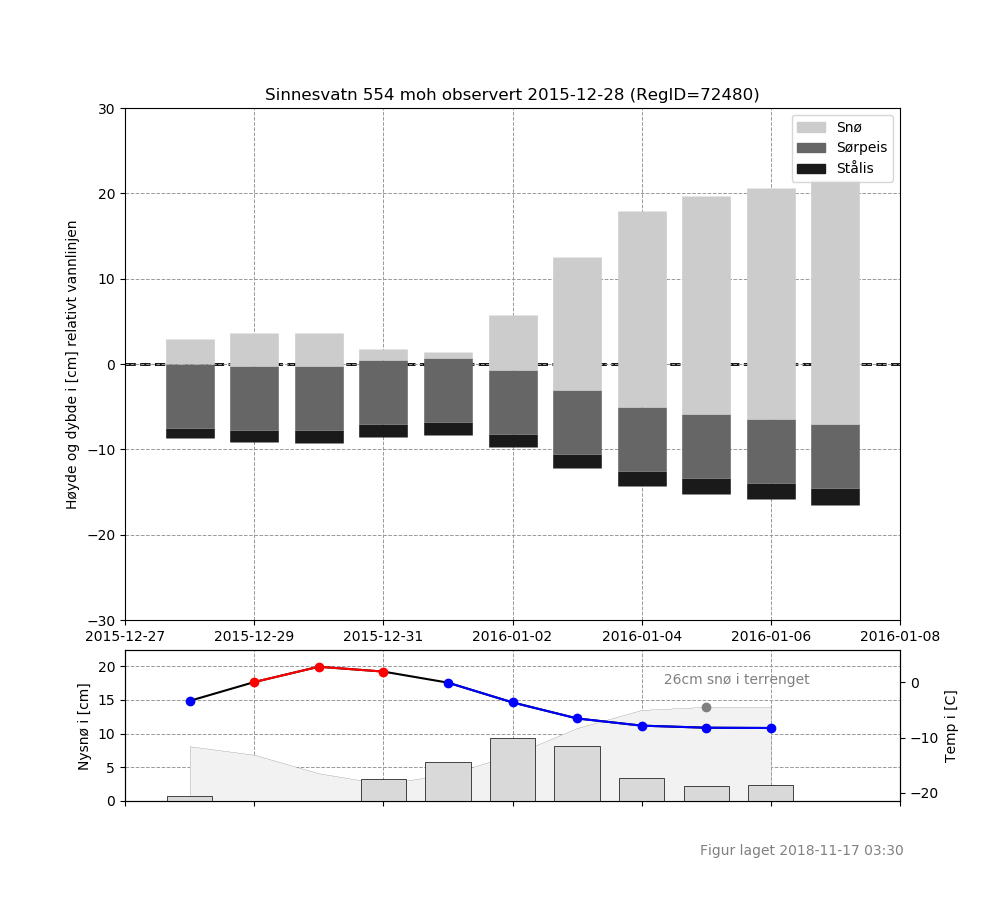 Sinnesvatn 554 moh observert 2015-12-28 (RegID=72480)
Høyde og dybde i [cm] relativt vannlinjen
30
20
10
0
−10
−20
−30
Snø
Sørpeis
Stålis
2015-12-27
2015-12-29
2015-12-31
2016-01-02
2016-01-04
2016-01-06
2016-01-08
Nysnø i [cm]
20
15
10
5
0
26cm snø i terrenget
0
−10
−20
Temp i [C]
Figur laget 2018-11-17 03:30